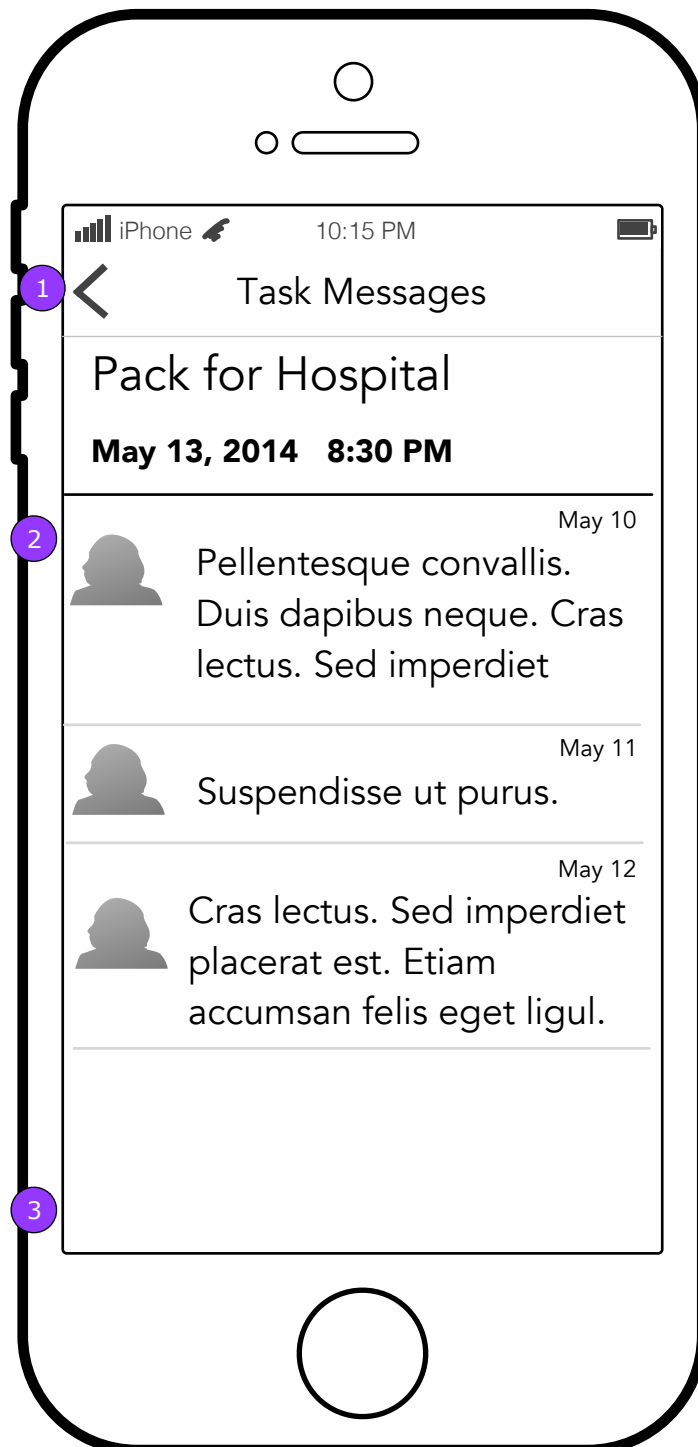 iPhone 10:15 PM
1
Task Messages
Pack for Hospital
May 13, 2014 8:30 PM
2
May 10
Pellentesque convallis.
Duis dapibus neque. Cras
lectus. Sed imperdiet
May 11
Suspendisse ut purus.
May 12
Cras lectus. Sed imperdiet
placerat est. Etiam
accumsan felis eget ligul.
3